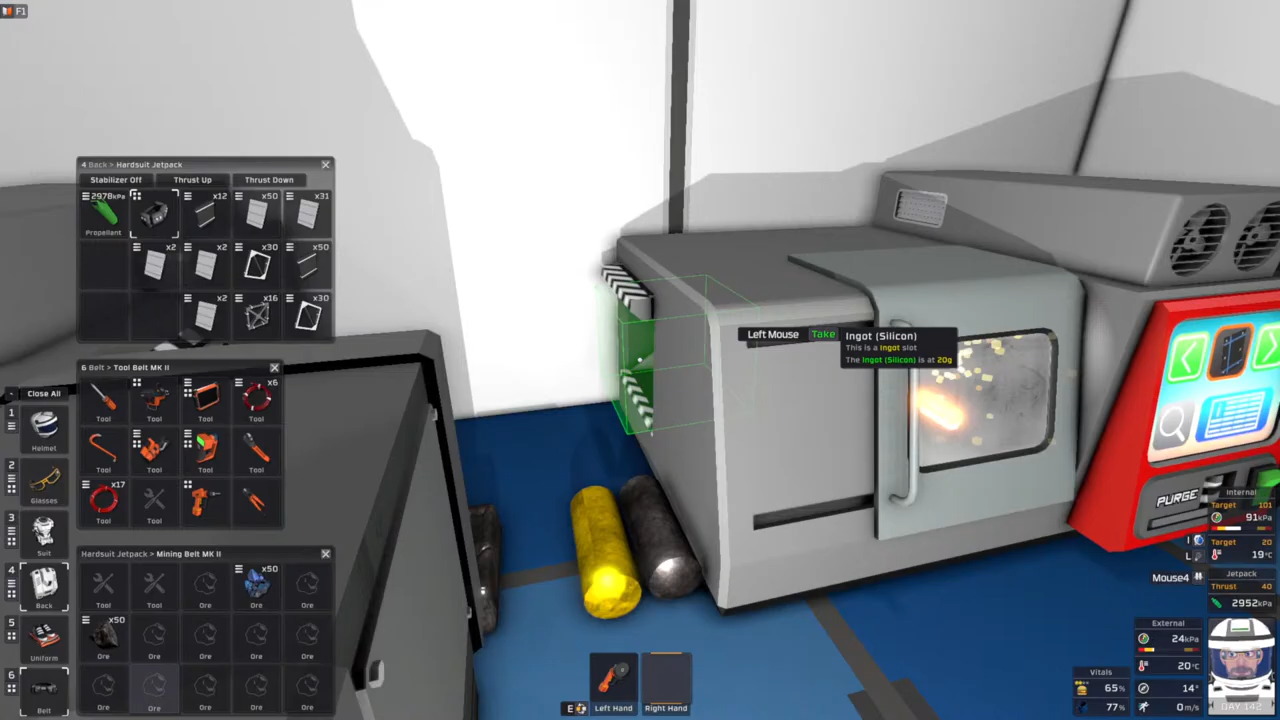 F1
4 Back > Hardsuit Jetpack
Stabilizer Off
Thrust Up
Thrust Down
2978kPa
x12
x50
x31
Propellant
x2
x2
x30
x50
x2
x16
x30
6 Belt > Tool Belt MK II
x6
Tool
Tool
Tool
Tool
Tool
Tool
Tool
Tool
x17
Tool
Tool
Tool
Tool
Close All
1
Helmet
2
Glasses
3
Suit
4
Back
5
Uniform
6
Belt
Hardsuit Jetpack > Mining Belt MK II
x50
Tool
Tool
Ore
Ore
Ore
x50
Ore
Ore
Ore
Ore
Ore
Ore
Ore
Ore
Ore
Ore
Left Mouse
Take
Ingot (Silicon)
This is a Ingot slot
The Ingot (Silicon) is at 20g
PURGE
E
Left Hand
Right Hand
Mouse4
Internal
Target 101
91kPa
Target 20
19°C
Jetpack
Thrust 40
2952kPa
External
24kPa
20°C
14°
0m/s
Vitals
65%
77%
DAY 142